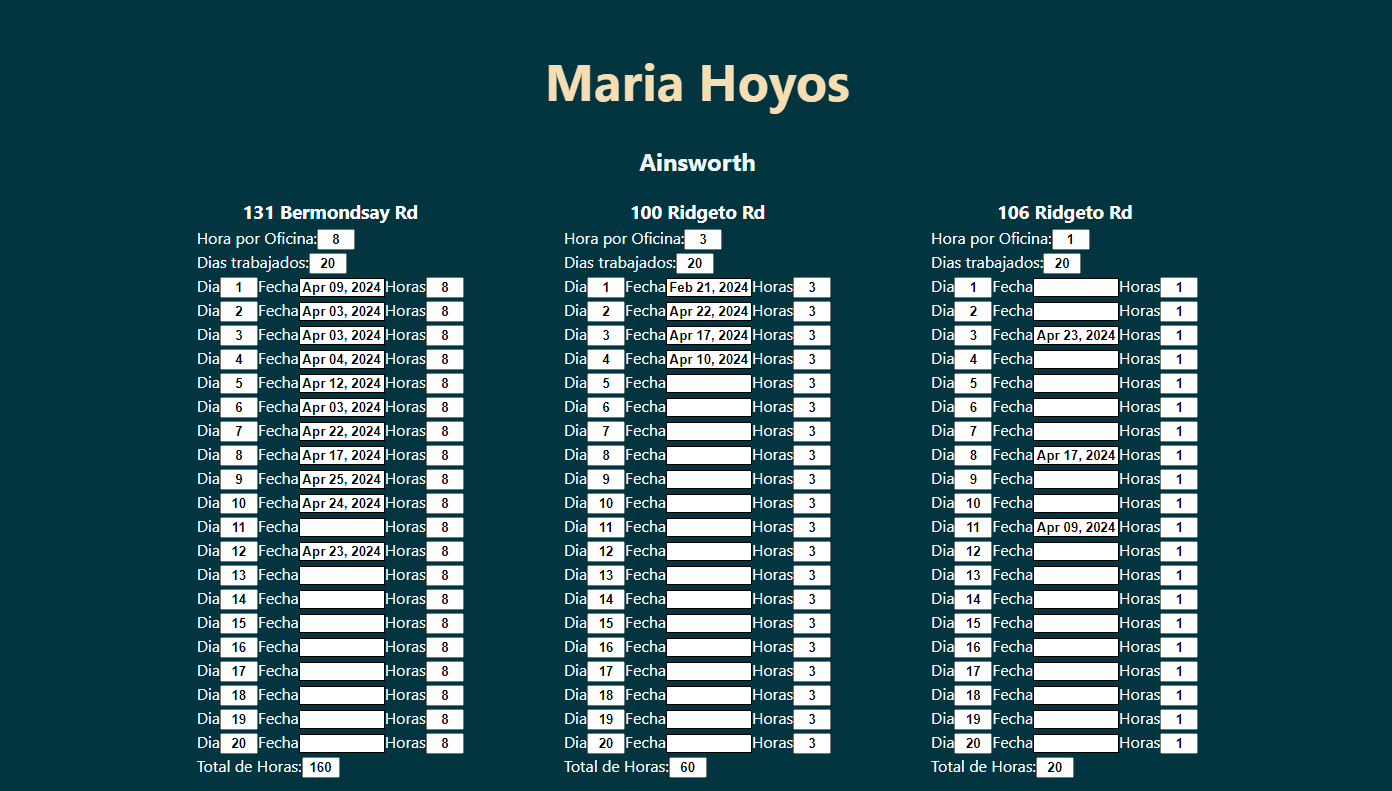 Maria Hoyos
Ainsworth
131 Bermondsay Rd
Hora por Oficina: 8
Dias trabajados: 20
Dia 1 Fecha Apr 09, 2024 Horas 8
Dia 2 Fecha Apr 03, 2024 Horas 8
Dia 3 Fecha Apr 03, 2024 Horas 8
Dia 4 Fecha Apr 04, 2024 Horas 8
Dia 5 Fecha Apr 12, 2024 Horas 8
Dia 6 Fecha Apr 03, 2024 Horas 8
Dia 7 Fecha Apr 22, 2024 Horas 8
Dia 8 Fecha Apr 17, 2024 Horas 8
Dia 9 Fecha Apr 25, 2024 Horas 8
Dia 10 Fecha Apr 24, 2024 Horas 8
Dia 11 Fecha Horas 8
Dia 12 Fecha Apr 23, 2024 Horas 8
Dia 13 Fecha Horas 8
Dia 14 Fecha Horas 8
Dia 15 Fecha Horas 8
Dia 16 Fecha Horas 8
Dia 17 Fecha Horas 8
Dia 18 Fecha Horas 8
Dia 19 Fecha Horas 8
Dia 20 Fecha Horas 8
Total de Horas: 160
100 Ridgeto Rd
Hora por Oficina: 3
Dias trabajados: 20
Dia 1 Fecha Feb 21, 2024 Horas 3
Dia 2 Fecha Apr 22, 2024 Horas 3
Dia 3 Fecha Apr 17, 2024 Horas 3
Dia 4 Fecha Apr 10, 2024 Horas 3
Dia 5 Fecha Horas 3
Dia 6 Fecha Horas 3
Dia 7 Fecha Horas 3
Dia 8 Fecha Horas 3
Dia 9 Fecha Horas 3
Dia 10 Fecha Horas 3
Dia 11 Fecha Horas 3
Dia 12 Fecha Horas 3
Dia 13 Fecha Horas 3
Dia 14 Fecha Horas 3
Dia 15 Fecha Horas 3
Dia 16 Fecha Horas 3
Dia 17 Fecha Horas 3
Dia 18 Fecha Horas 3
Dia 19 Fecha Horas 3
Dia 20 Fecha Horas 3
Total de Horas: 60
106 Ridgeto Rd
Hora por Oficina: 1
Dias trabajados: 20
Dia 1 Fecha Horas 1
Dia 2 Fecha Horas 1
Dia 3 Fecha Apr 23, 2024 Horas 1
Dia 4 Fecha Horas 1
Dia 5 Fecha Horas 1
Dia 6 Fecha Horas 1
Dia 7 Fecha Horas 1
Dia 8 Fecha Apr 17, 2024 Horas 1
Dia 9 Fecha Horas 1
Dia 10 Fecha Horas 1
Dia 11 Fecha Apr 09, 2024 Horas 1
Dia 12 Fecha Horas 1
Dia 13 Fecha Horas 1
Dia 14 Fecha Horas 1
Dia 15 Fecha Horas 1
Dia 16 Fecha Horas 1
Dia 17 Fecha Horas 1
Dia 18 Fecha Horas 1
Dia 19 Fecha Horas 1
Dia 20 Fecha Horas 1
Total de Horas: 20